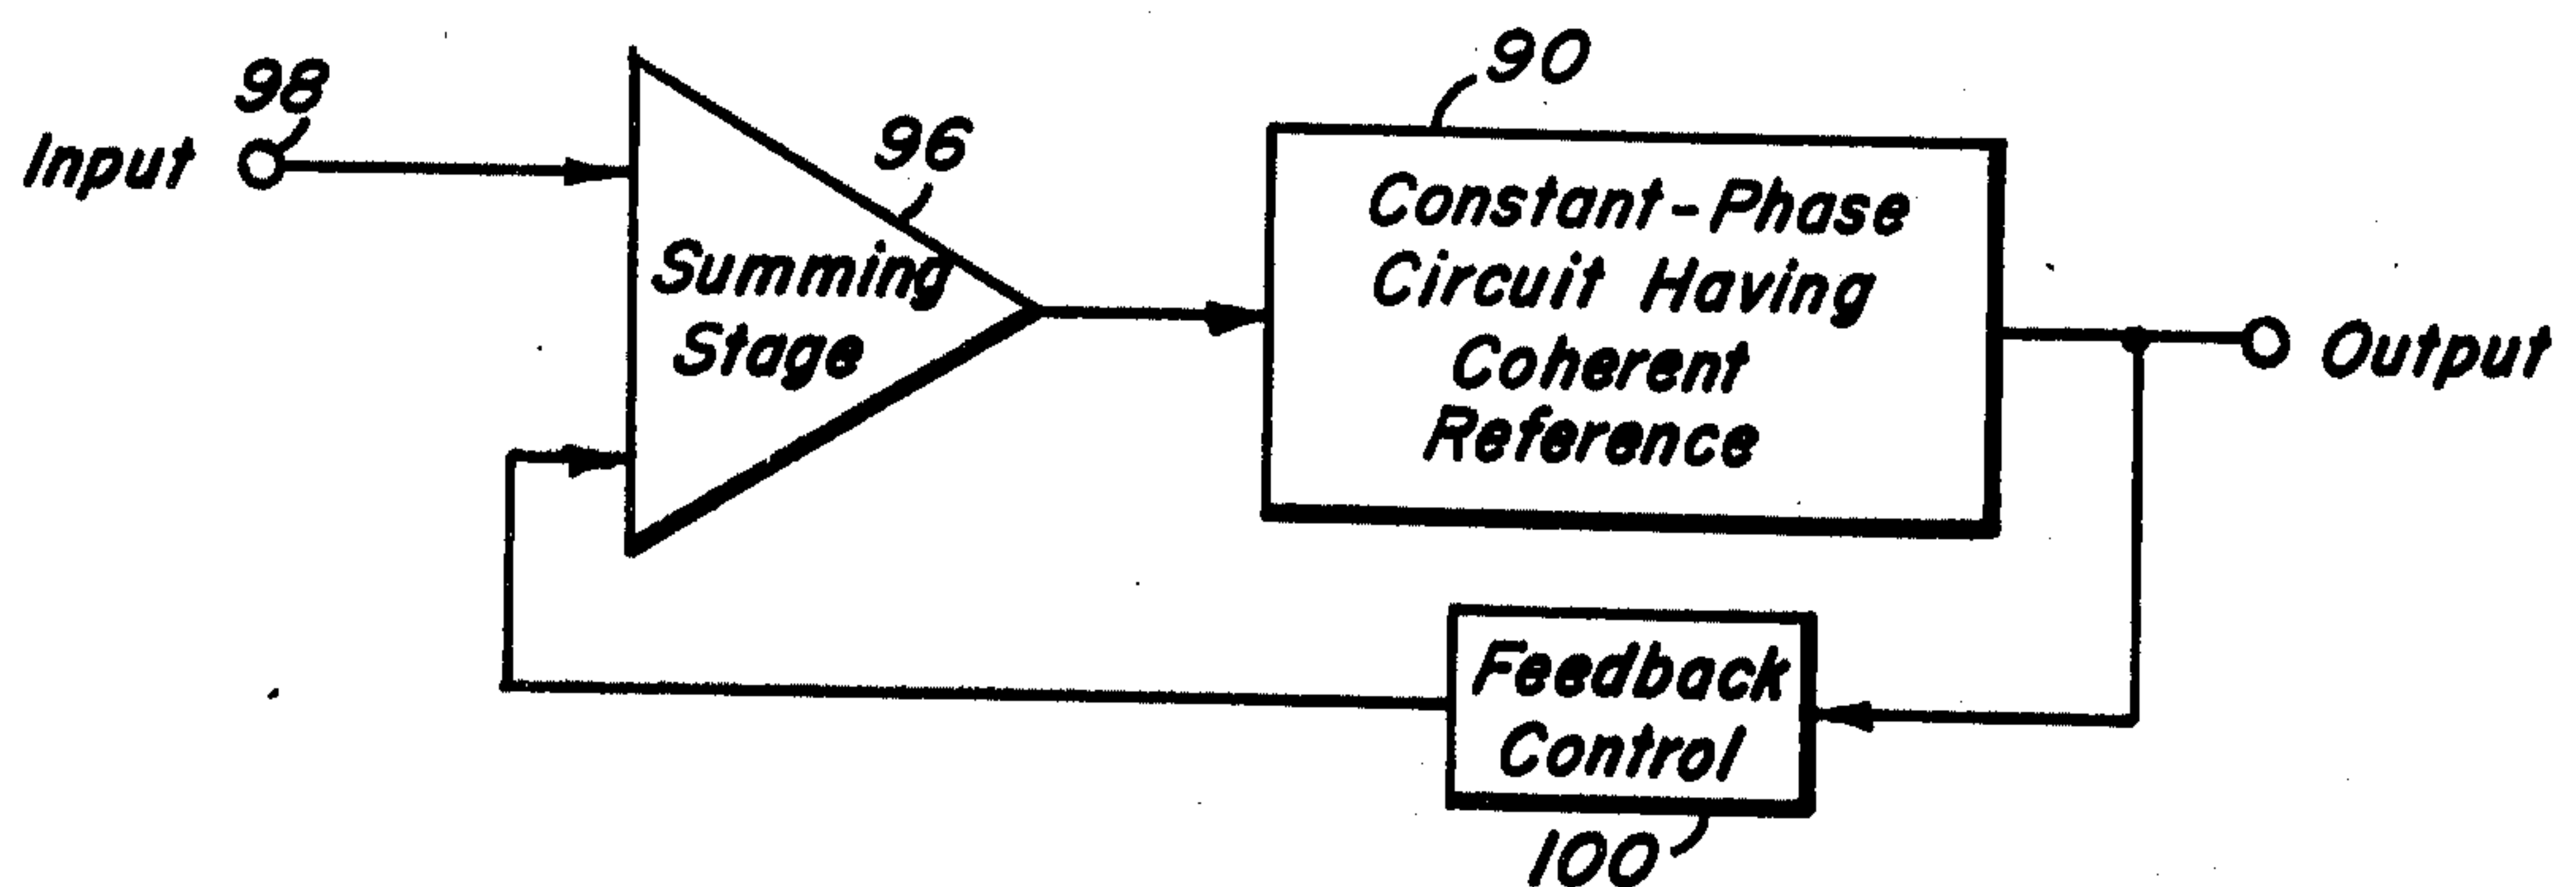 98
Input
96
Summing
Stage
90
Constant-Phase
Circuit Having
Coherent
Reference
Output
Feedback
Control
100